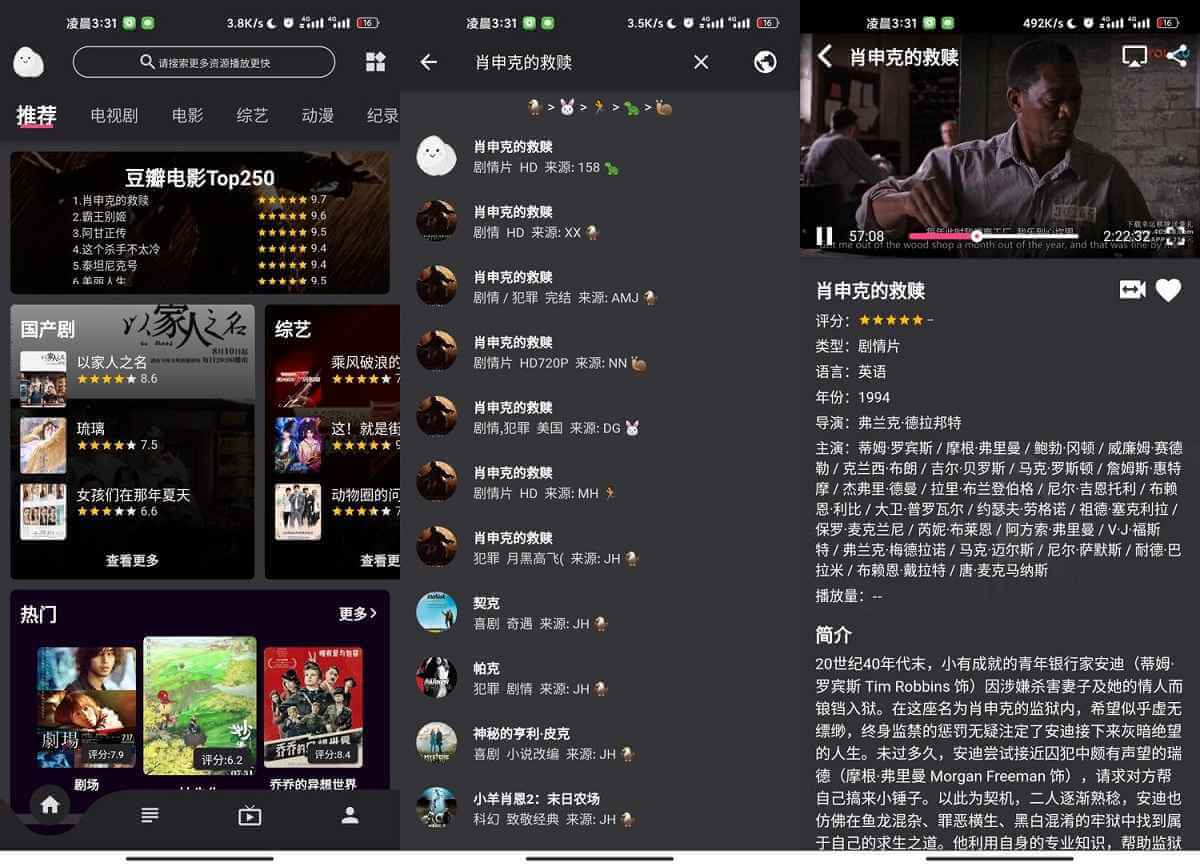 凌晨3:31
3.8K/s
4G
4G
16
请搜索更多资源播放更快
推荐
电视剧
电影
综艺
动漫
纪录
豆瓣电影Top250
1.肖申克的救赎 9.7
2.霸王别姬 9.6
3.阿甘正传 9.5
4.这个杀手不太冷 9.4
5.泰坦尼克号 9.4
6.美丽人生 9.5
国产剧
以家人之名
8月10日起
以家人之名
8.6
琉璃
7.5
女孩们在那年夏天
6.6
查看更多
综艺
乘风破浪的
7
这！就是街
9
动物圈的问
7
查看更
热门
更多>
劇場
评分:7.9
评分:6.2
唯有爱与包容
评分:8.4
剧场
乔乔的异想世界
凌晨3:31
3.5K/s
4G
4G
16
肖申克的救赎
> > > >
肖申克的救赎
剧情片 HD 来源: 158
肖申克的救赎
剧情 HD 来源: XX
肖申克的救赎
剧情 / 犯罪 完结 来源: AMJ
肖申克的救赎
剧情片 HD720P 来源: NN
肖申克的救赎
剧情,犯罪 美国 来源: DG
肖申克的救赎
剧情片 HD 来源: MH
肖申克的救赎
犯罪 月黑高飞( 来源: JH
契克
喜剧 奇遇 来源: JH
帕克
犯罪 剧情 来源: JH
神秘的亨利·皮克
喜剧 小说改编 来源: JH
小羊肖恩2：末日农场
科幻 致敬经典 来源: JH
凌晨3:31
492K/s
4G
4G
16
肖申克的救赎
57:08
2:22:32
me out of the wood shop a month out of the year, and that was fine by me
肖申克的救赎
评分：★★★★★ --
类型：剧情片
语言：英语
年份：1994
导演：弗兰克·德拉邦特
主演：蒂姆·罗宾斯 / 摩根·弗里曼 / 鲍勃·冈顿 / 威廉姆·赛德
勒 / 克兰西·布朗 / 吉尔·贝罗斯 / 马克·罗斯顿 / 詹姆斯·惠特
摩 / 杰弗里·德曼 / 拉里·布兰登伯格 / 尼尔·吉恩托利 / 布赖
恩·利比 / 大卫·普罗瓦尔 / 约瑟夫·劳格诺 / 祖德·塞克利拉 /
保罗·麦克兰尼 / 芮妮·布莱恩 / 阿方索·弗里曼 / V·J·福斯
特 / 弗兰克·梅德拉诺 / 马克·迈尔斯 / 尼尔·萨默斯 / 耐德·巴
拉米 / 布赖恩·戴拉特 / 唐·麦克马纳斯
播放量：--
简介
20世纪40年代末，小有成就的青年银行家安迪（蒂姆·
罗宾斯 Tim Robbins 饰）因涉嫌杀害妻子及她的情人而
锒铛入狱。在这座名为肖申克的监狱内，希望似乎虚无
缥缈，终身监禁的惩罚无疑注定了安迪接下来灰暗绝望
的人生。未过多久，安迪尝试接近囚犯中颇有声望的瑞
德（摩根·弗里曼 Morgan Freeman 饰），请求对方帮
自己搞来小锤子。以此为契机，二人逐渐熟稔，安迪也
仿佛在鱼龙混杂、罪恶横生、黑白混淆的牢狱中找到属
于自己的求生之道。他利用自身的专业知识，帮助监狱